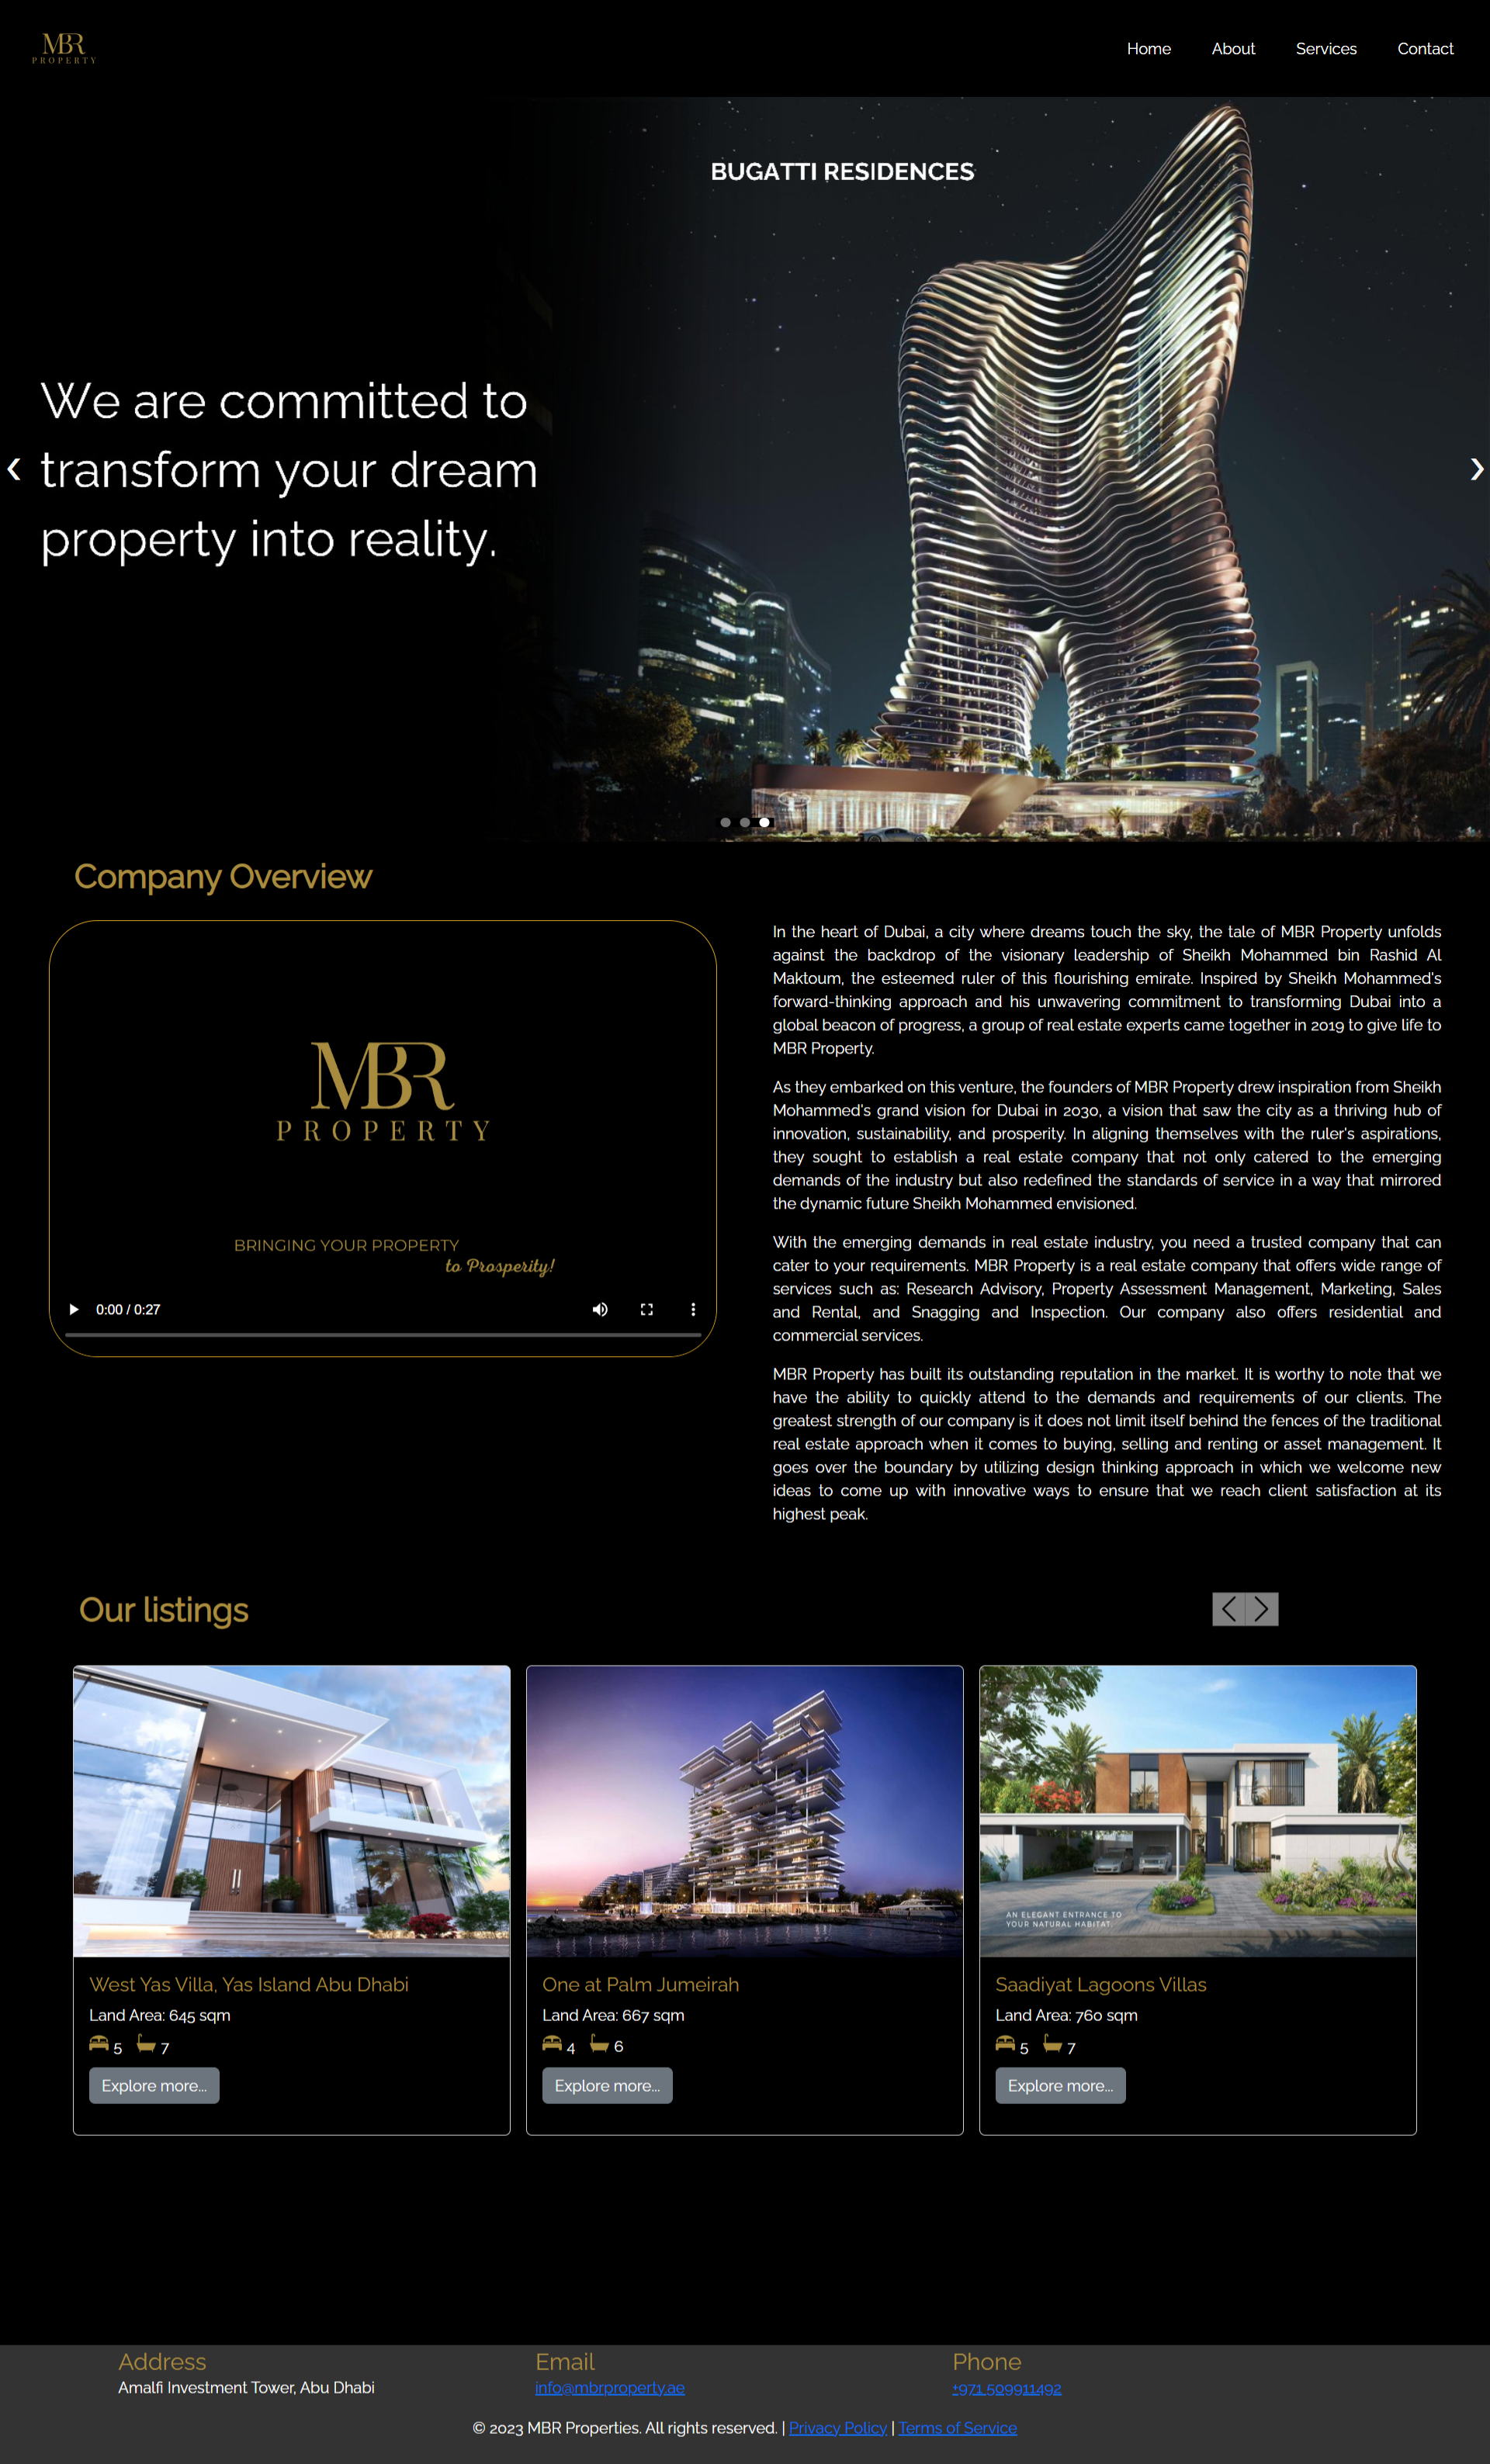 MBR
PROPERTY
Home
About
Services
Contact
BUGATTI RESIDENCES
We are committed to
transform your dream
property into reality.
Company Overview
MBR
PROPERTY
BRINGING YOUR PROPERTY
to Prosperity!
0:00 / 0:27
In the heart of Dubai, a city where dreams touch the sky, the tale of MBR Property unfolds
against the backdrop of the visionary leadership of Sheikh Mohammed bin Rashid Al
Maktoum, the esteemed ruler of this flourishing emirate. Inspired by Sheikh Mohammed's
forward-thinking approach and his unwavering commitment to transforming Dubai into a
global beacon of progress, a group of real estate experts came together in 2019 to give life to
MBR Property.
As they embarked on this venture, the founders of MBR Property drew inspiration from Sheikh
Mohammed's grand vision for Dubai in 2030, a vision that saw the city as a thriving hub of
innovation, sustainability, and prosperity. In aligning themselves with the ruler's aspirations,
they sought to establish a real estate company that not only catered to the emerging
demands of the industry but also redefined the standards of service in a way that mirrored
the dynamic future Sheikh Mohammed envisioned.
With the emerging demands in real estate industry, you need a trusted company that can
cater to your requirements. MBR Property is a real estate company that offers wide range of
services such as: Research Advisory, Property Assessment Management, Marketing, Sales
and Rental, and Snagging and Inspection. Our company also offers residential and
commercial services.
MBR Property has built its outstanding reputation in the market. It is worthy to note that we
have the ability to quickly attend to the demands and requirements of our clients. The
greatest strength of our company is it does not limit itself behind the fences of the traditional
real estate approach when it comes to buying, selling and renting or asset management. It
goes over the boundary by utilizing design thinking approach in which we welcome new
ideas to come up with innovative ways to ensure that we reach client satisfaction at its
highest peak.
Our listings
AN ELEGANT ENTRANCE TO
YOUR NATURAL HABITAT.
West Yas Villa, Yas Island Abu Dhabi
Land Area: 645 sqm
5 7
Explore more...
One at Palm Jumeirah
Land Area: 667 sqm
4 6
Explore more...
Saadiyat Lagoons Villas
Land Area: 760 sqm
5 7
Explore more...
Address
Amalfi Investment Tower, Abu Dhabi
Email
info@mbrproperty.ae
Phone
+971 509911492
© 2023 MBR Properties. All rights reserved. | Privacy Policy | Terms of Service